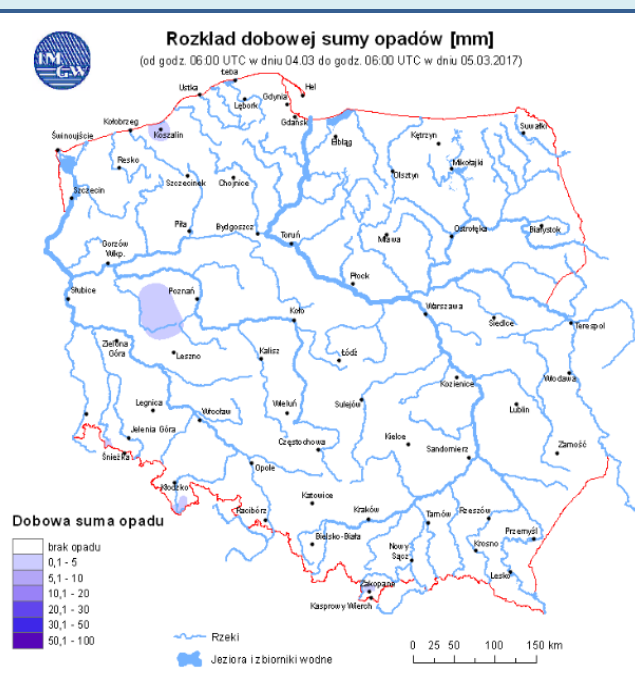 IMGW
Rozkład dobowej sumy opadów [mm]
(od godz. 06:00 UTC w dniu 04.03 do godz. 06:00 UTC w dniu 05.03.2017)
Łeba
Hel
Ustka
Gdynia
Lębork
Gdańsk
Kołobrzeg
Koszalin
Suwałki
Świnoujście
Elbląg
Kętrzyn
Resko
Mikołajki
Szczecinek
Chojnice
Olsztyn
Szczecin
Piła
Bydgoszcz
Toruń
Mława
Ostrołęka
Białystok
Gorzów
Wlkp.
Płock
Słubice
Poznań
Koło
Warszawa
Siedlce
Terespol
Zielona
Góra
Leszno
Kalisz
Łódź
Kozienice
Włodawa
Legnica
Wrocław
Wieluń
Sulejów
Lublin
Jelenia Góra
Częstochowa
Kielce
Sandomierz
Zamość
Śnieżka
Opole
Kłodzko
Katowice
Racibórz
Kraków
Tarnów
Rzeszów
Przemyśl
Bielsko-Biała
Nowy
Sącz
Krosno
Lesko
Zakopane
Kasprowy Wierch
Dobowa suma opadu
brak opadu
0,1 - 5
5,1 - 10
10,1 - 20
20,1 - 30
30,1 - 50
50,1 - 100
Rzeki
Jeziora i zbiorniki wodne
0 25 50 100 150 km